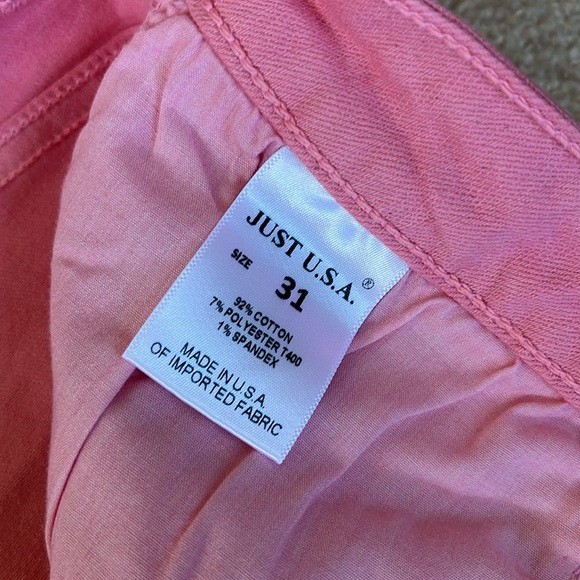 JUST U.S.A.®
SIZE 31
92% COTTON
7% POLYESTER T400
1% SPANDEX
MADE IN U.S.A.
OF IMPORTED FABRIC